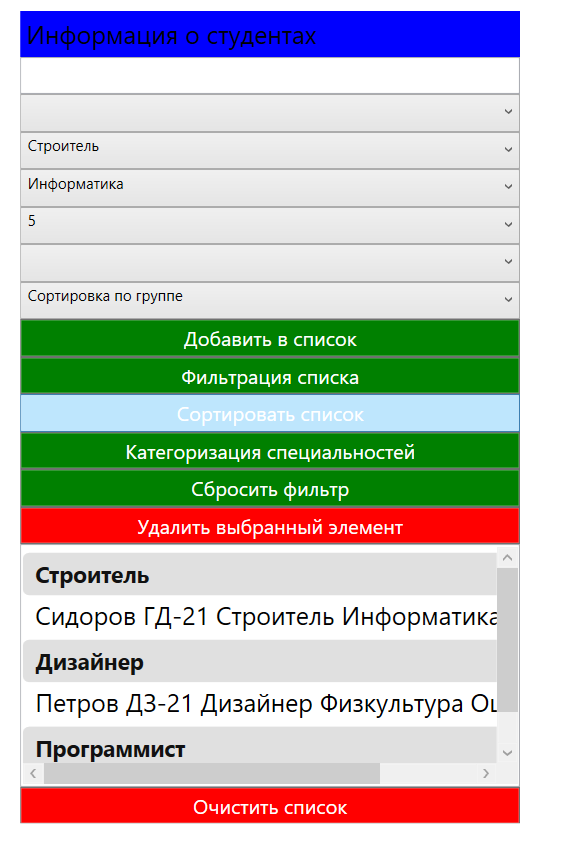 Информация о студентах
Строитель
Информатика
5
Сортировка по группе
Добавить в список
Фильтрация списка
Сортировать список
Категоризация специальностей
Сбросить фильтр
Удалить выбранный элемент
Строитель
Сидоров ГД-21 Строитель Информатика
Дизайнер
Петров ДЗ-21 Дизайнер Физкультура
Программист
Очистить список